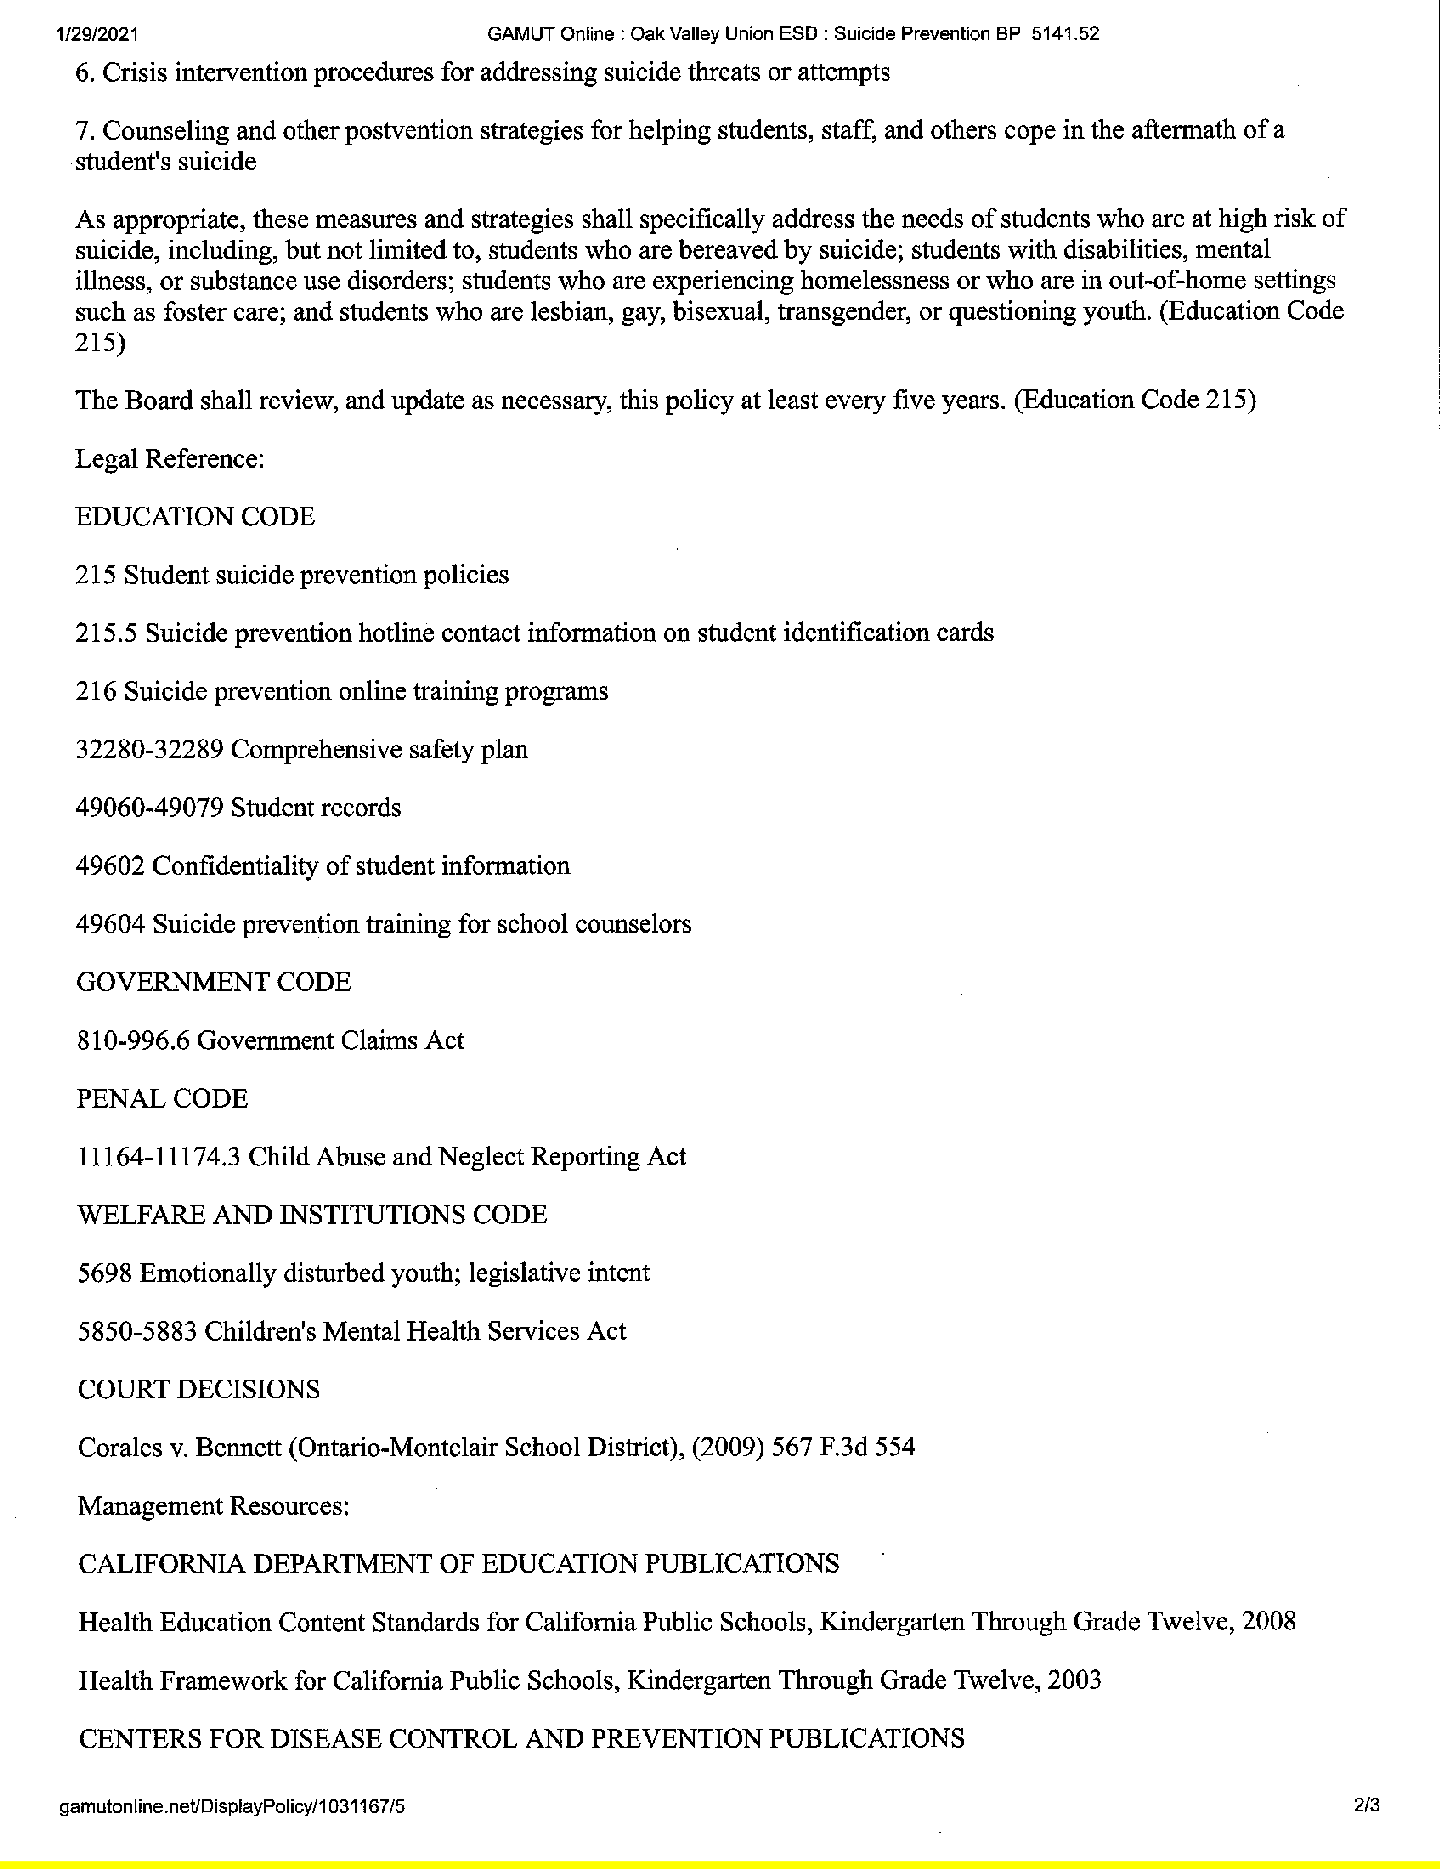 1/29/2021 GAMUT Online : Oak Valley Union ESD : Suicide Prevention BP 5141.52
6. Crisis intervention procedures for addressing suicide threats or attempts
7. Counseling and other postvention strategies for helping students, staff, and others cope in the aftermath of a
student's suicide
As appropriate, these measures and strategies shall specifically address the needs of students who are at high risk of
suicide, including, but not limited to, students who are bereaved by suicide; students with disabilities, mental
illness, or substance use disorders; students who are experiencing homelessness or who are in out-of-home settings
such as foster care; and students who are lesbian, gay, bisexual, transgender, or questioning youth. (Education Code
215)
The Board shall review, and update as necessary, this policy at least every five years. (Education Code 215)
Legal Reference:
EDUCATION CODE
215 Student suicide prevention policies
215.5 Suicide prevention hotline contact information on student identification cards
216 Suicide prevention online training programs
32280-32289 Comprehensive safety plan
49060-49079 Student records
49602 Confidentiality of student information
49604 Suicide prevention training for school counselors
GOVERNMENT CODE
810-996.6 Government Claims Act
PENAL CODE
11164-11174.3 Child Abuse and Neglect Reporting Act
WELFARE AND INSTITUTIONS CODE
5698 Emotionally disturbed youth; legislative intent
5850-5883 Children's Mental Health Services Act
COURT DECISIONS
Corales v. Bennett (Ontario-Montclair School District), (2009) 567 F.3d 554
Management Resources:
CALIFORNIA DEPARTMENT OF EDUCATION PUBLICATIONS
Health Education Content Standards for California Public Schools, Kindergarten Through Grade Twelve, 2008
Health Framework for California Public Schools, Kindergarten Through Grade Twelve, 2003
CENTERS FOR DISEASE CONTROL AND PREVENTION PUBLICATIONS
gamutonline.net/DisplayPolicy/1031167/5 2/3